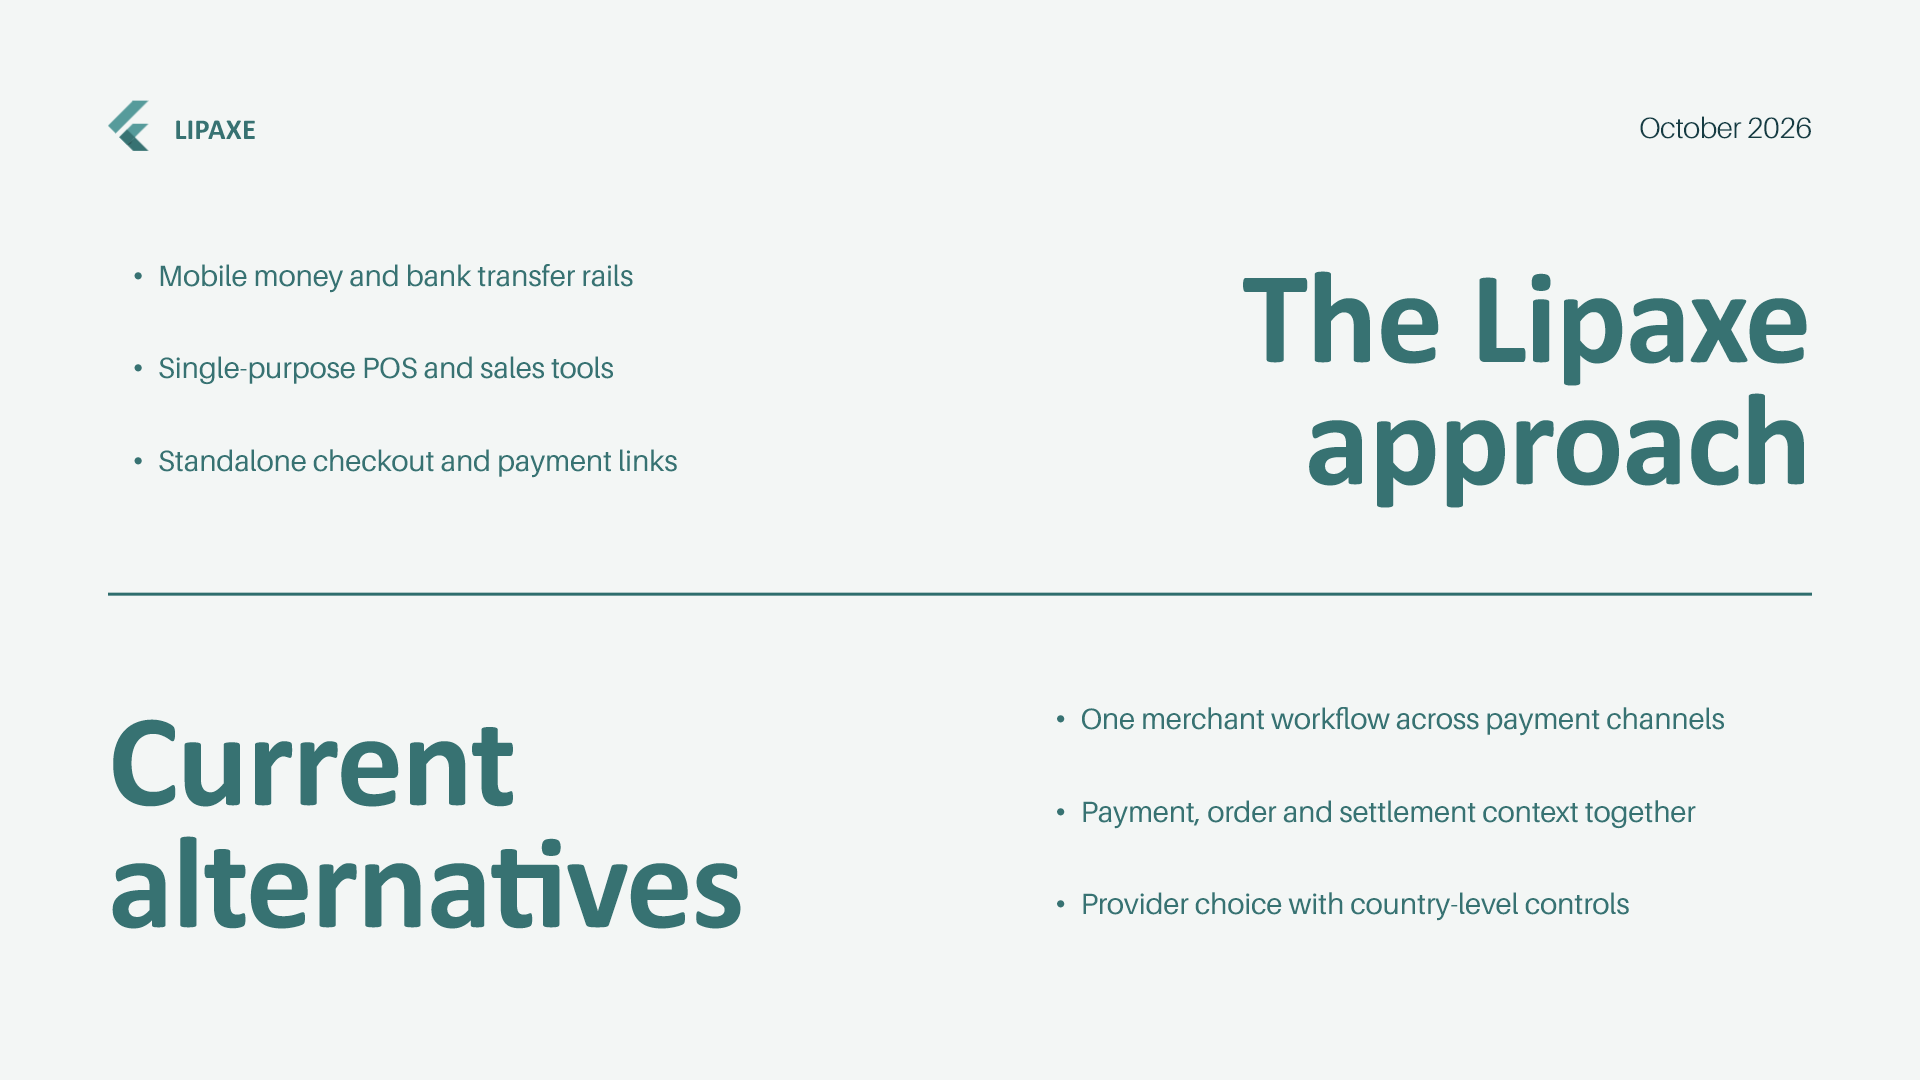 LIPAXE
October 2026
• Mobile money and bank transfer rails
• Single-purpose POS and sales tools
• Standalone checkout and payment links
The Lipaxe
approach
Current
alternatives
• One merchant workflow across payment channels
• Payment, order and settlement context together
• Provider choice with country-level controls